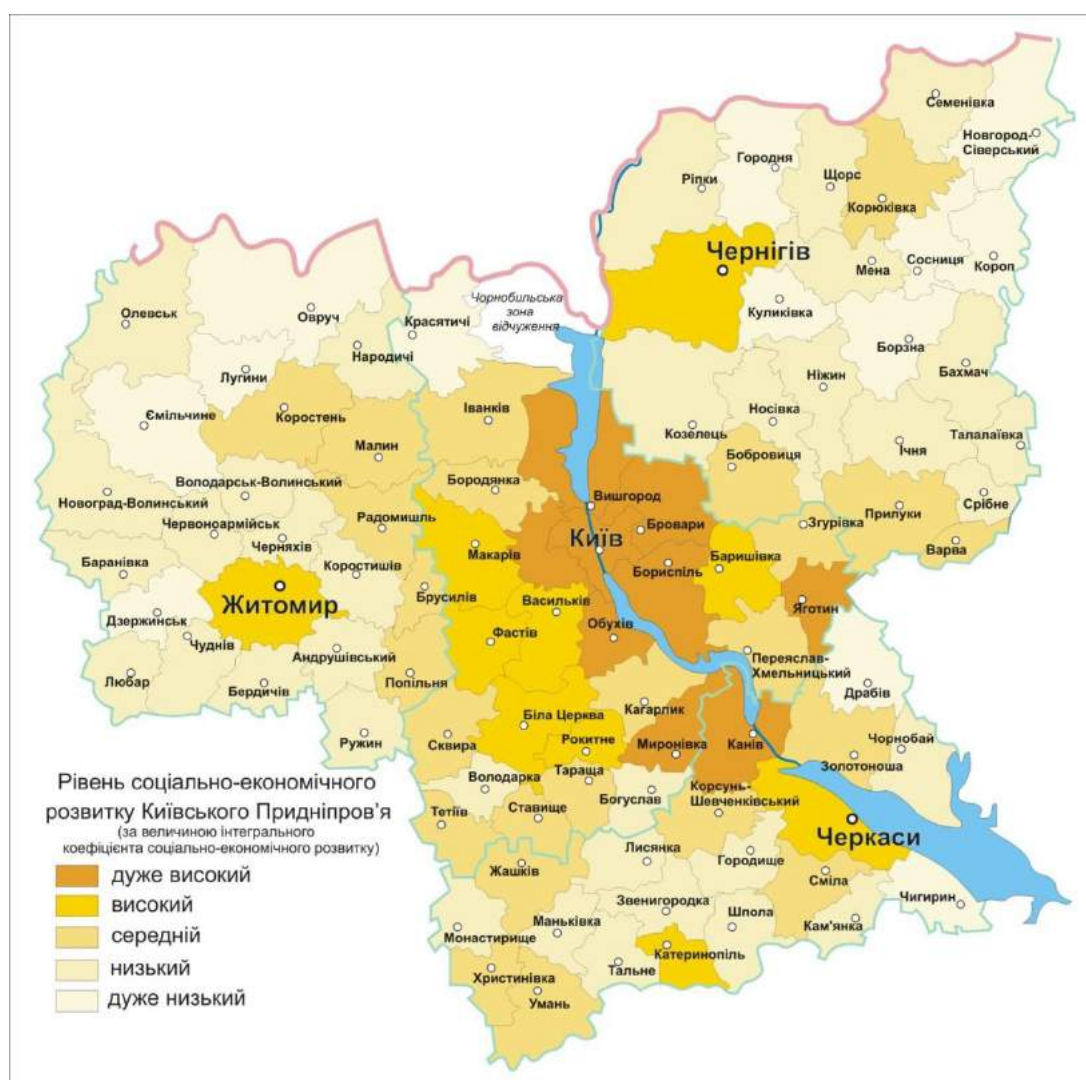 Семенівка
Новгород-
Сіверський
Городня
Ріпки
Щорс
Корюківка
Чернігів
Мена
Сосниця
Короп
Чорнобильська
зона
відчуження
Куликівка
Олевськ
Овруч
Красятичі
Народичі
Борзна
Бахмач
Лугини
Ніжин
Ємільчине
Коростень
Іванків
Носівка
Козелець
Ічня
Талалаївка
Малин
Бобровиця
Володарськ-Волинський
Бородянка
Новоград-Волинський
Вишгород
Срібне
Прилуки
Червоноармійськ
Радомишль
Київ
Бровари
Згурівка
Черняхів
Макарів
Варва
Баранівка
Коростишів
Бориспіль
Баришівка
Житомир
Брусилів
Васильків
Яготин
Дзержинськ
Фастів
Обухів
Чуднів
Андрушівський
Переяслав-
Хмельницький
Любар
Бердичів
Попільня
Драбів
Кагарлик
Біла Церква
Ружин
Сквира
Рокитне
Миронівка
Канів
Чорнобай
Золотоноша
Володарка
Тараща
Корсунь-
Шевченківський
Богуслав
Тетіїв
Ставище
Черкаси
Лисянка
Городище
Жашків
Сміла
Чигирин
Звенигородка
Шпола
Маньківка
Кам'янка
Монастирище
Катеринопіль
Тальне
Христинівка
Умань
Рівень соціально-економічного
розвитку Київського Придніпров’я
(за величиною інтегрального
коефіцієнта соціально-економічного розвитку)
дуже високий
високий
середній
низький
дуже низький